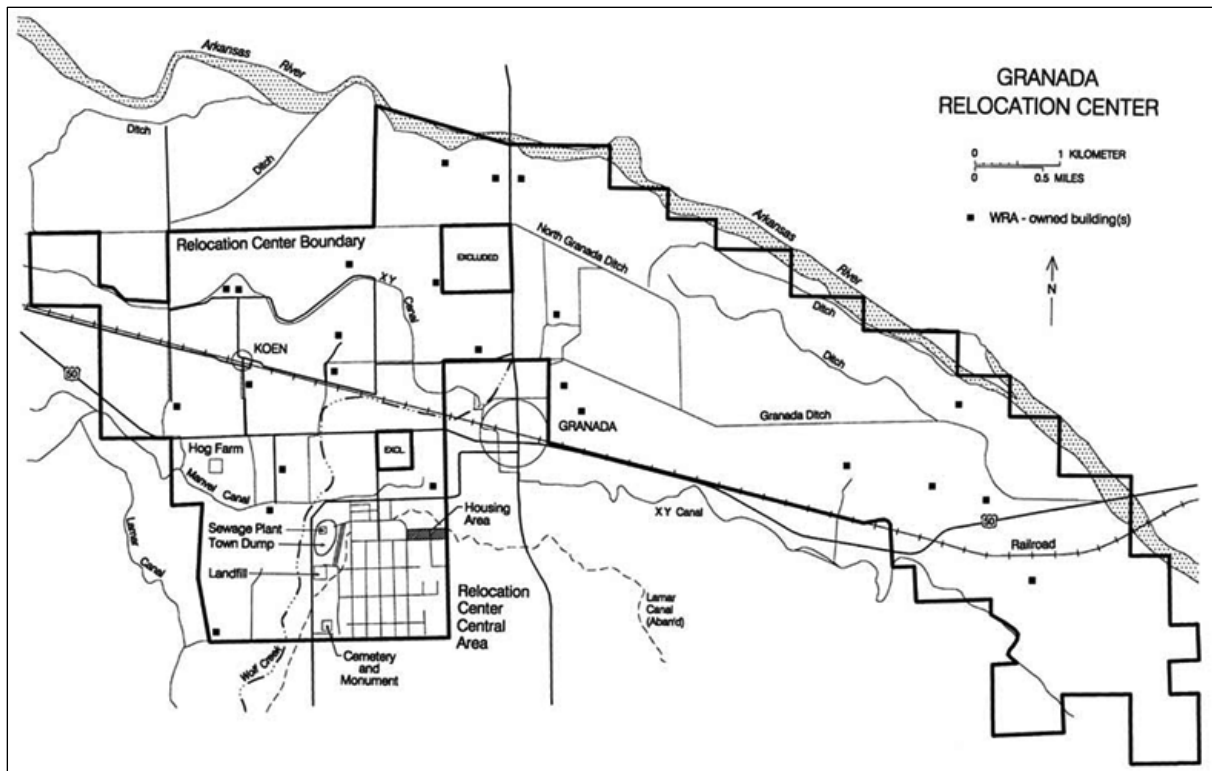 GRANADA
RELOCATION CENTER
0 1 KILOMETER
0 0.5 MILES
WRA - owned building(s)
N
Arkansas
River
Ditch
Ditch
Relocation Center Boundary
EXCLUDED
North Granada Ditch
X Y
Canal
Arkansas
River
Ditch
Ditch
KOEN
50
GRANADA
Granada Ditch
Hog Farm
EXCL
Manvel Canal
Lamar
Canal
Sewage Plant
Town Dump
Landfill
Housing
Area
X Y Canal
50
Railroad
Relocation
Center
Central
Area
Lamar
Canal
(Aban'd)
Wolf Creek
Cemetery
and
Monument